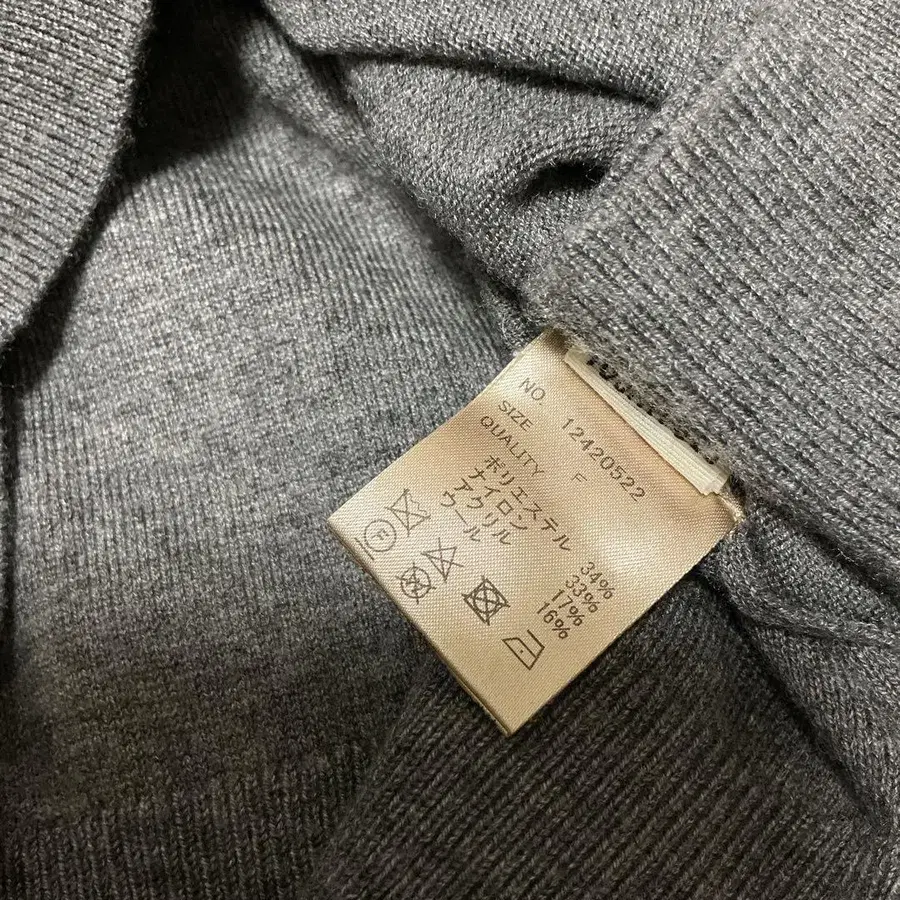 NO. 12420522
SIZE F
QUALITY
ポリエステル 34%
ナイロン 33%
アクリル 17%
ウール 16%
F